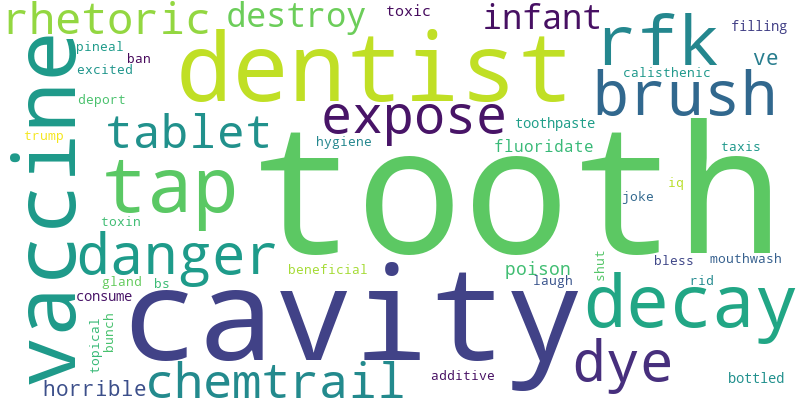 rhetoric
destroy
toxic
infant
filling
pineal
ban
dentist
rfk
ve
excited
calisthenic
deport
brush
vaccine
trump
tablet
expose
toothpaste
hygiene
fluoridate
taxis
tap
tooth
iq
joke
toxin
danger
beneficial
poison
shut
bless
mouthwash
gland
bs
laugh
rid
consume
cavity
decay
topical
bunch
dye
horrible
chemtrail
additive
bottled